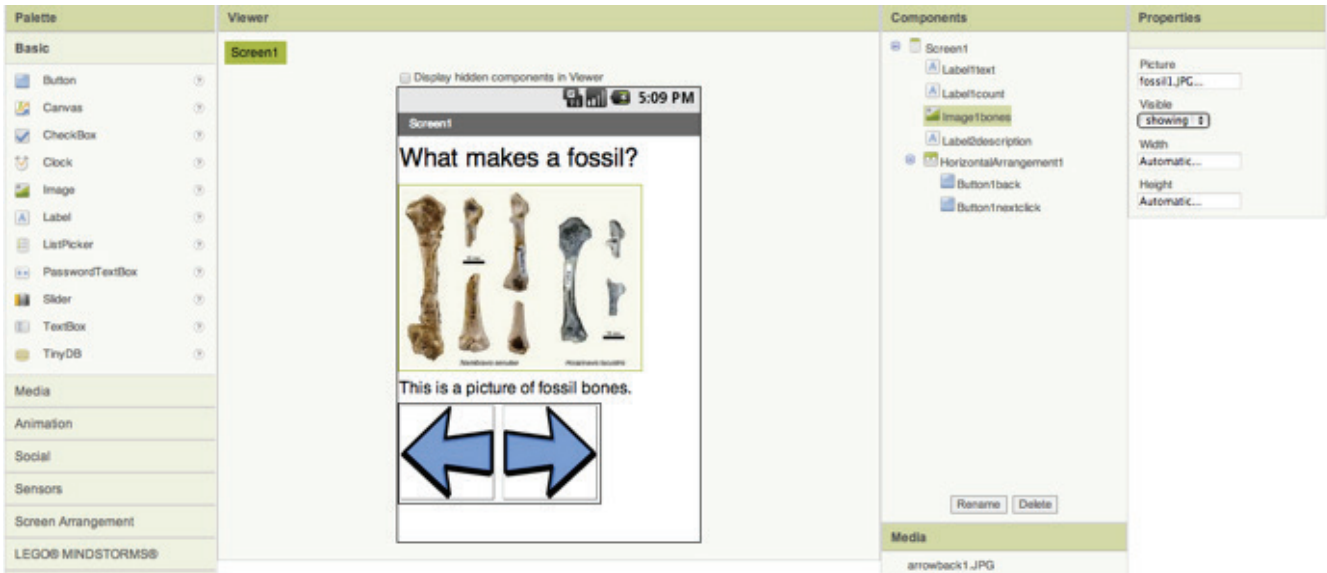 Palette
Basic
Button
Canvas
CheckBox
Clock
Image
Label
ListPicker
PasswordTextBox
Slider
TextBox
TinyDB
Media
Animation
Social
Sensors
Screen Arrangement
LEGO® MINDSTORMS®
Viewer
Screen1
Display hidden components in Viewer
5:09 PM
Screen1
What makes a fossil?
This is a picture of fossil bones.
Components
Screen1
Label1text
Label1count
Image1bones
Label2description
HorizontalArrangement1
Button1back
Button1nextclick
Rename Delete
Media
arrowback1.JPG
Properties
Picture
fossil1.JPG...
Visible
showing
Width
Automatic...
Height
Automatic...